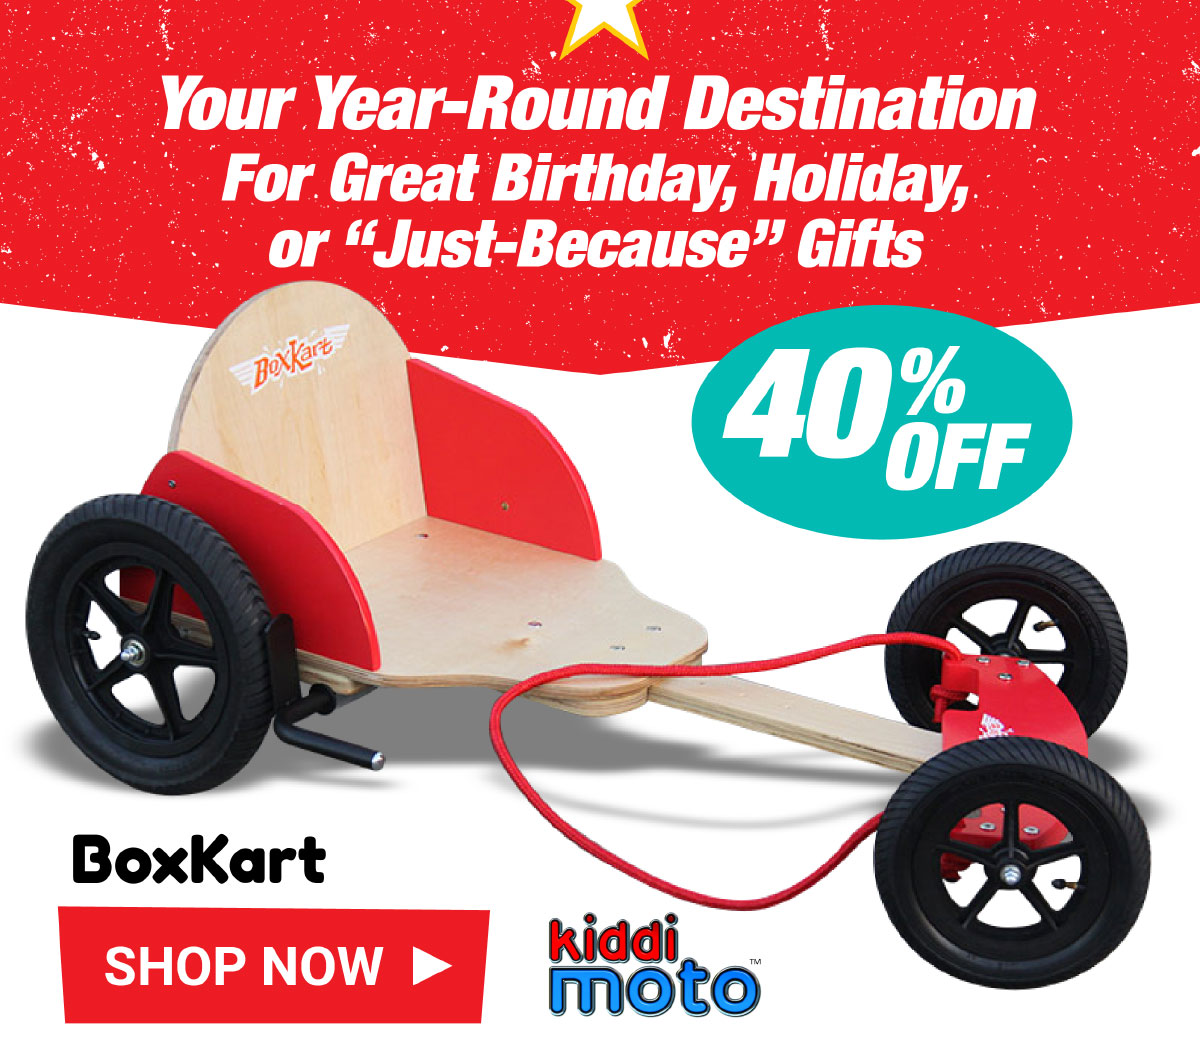 Your Year-Round Destination
For Great Birthday, Holiday,
or “Just-Because” Gifts
BoxKart
40%
OFF
BoxKart
SHOP NOW
kiddi
moto™